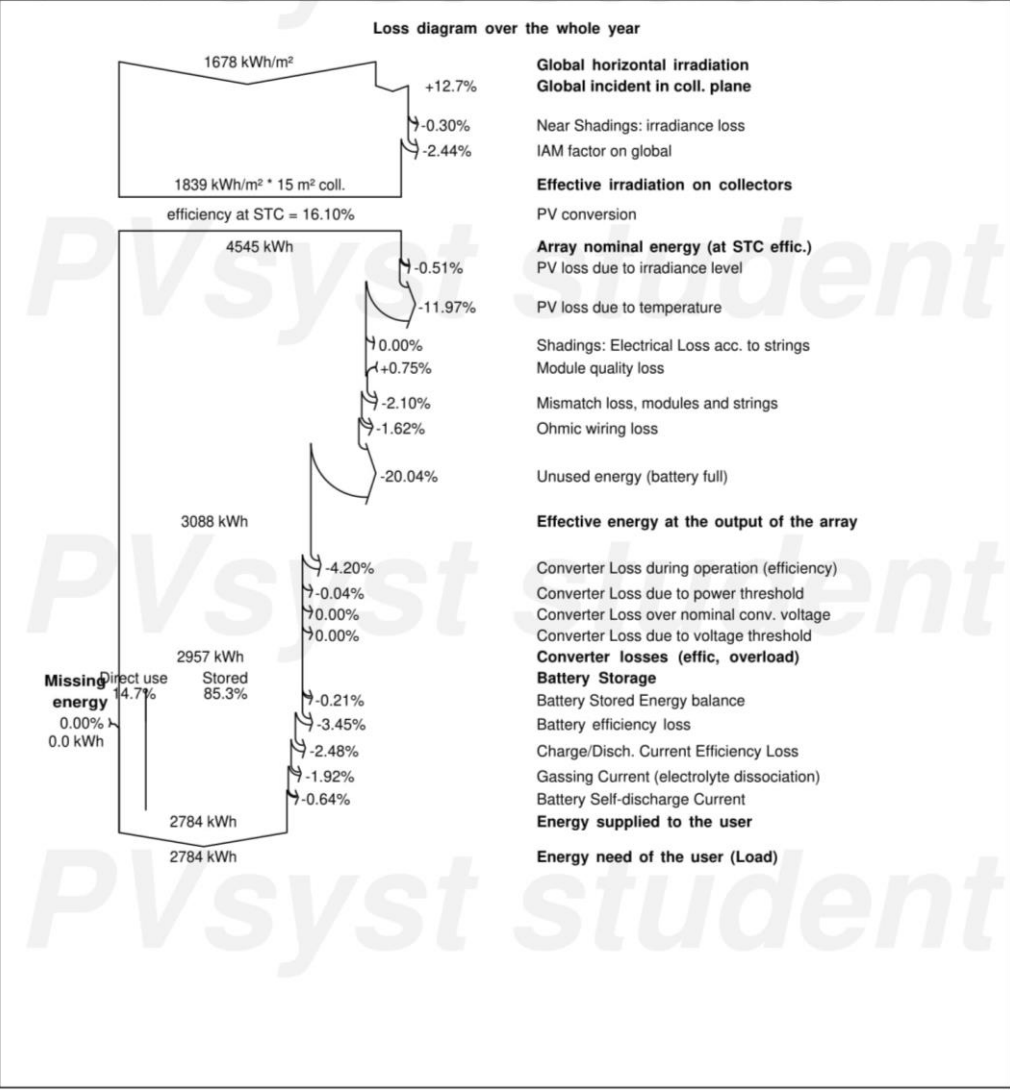 Loss diagram over the whole year
1678 kWh/m² Global horizontal irradiation
+12.7% Global incident in coll. plane
-0.30% Near Shadings: irradiance loss
-2.44% IAM factor on global
1839 kWh/m² * 15 m² coll. Effective irradiation on collectors
efficiency at STC = 16.10% PV conversion
4545 kWh Array nominal energy (at STC effic.)
-0.51% PV loss due to irradiance level
-11.97% PV loss due to temperature
0.00% Shadings: Electrical Loss acc. to strings
+0.75% Module quality loss
-2.10% Mismatch loss, modules and strings
-1.62% Ohmic wiring loss
-20.04% Unused energy (battery full)
3088 kWh Effective energy at the output of the array
-4.20% Converter Loss during operation (efficiency)
-0.04% Converter Loss due to power threshold
0.00% Converter Loss over nominal conv. voltage
0.00% Converter Loss due to voltage threshold
2957 kWh Converter losses (effic, overload)
Missing Direct use Stored Battery Storage
energy 14.7% 85.3% -0.21% Battery Stored Energy balance
0.00% -3.45% Battery efficiency loss
0.0 kWh -2.48% Charge/Disch. Current Efficiency Loss
-1.92% Gassing Current (electrolyte dissociation)
-0.64% Battery Self-discharge Current
2784 kWh Energy supplied to the user
2784 kWh Energy need of the user (Load)
PVsyst student
PVsyst student
PVsyst student